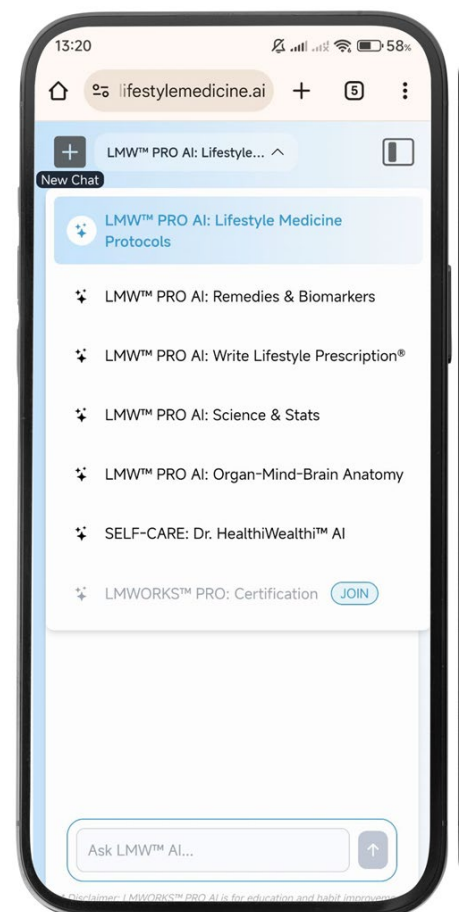 13:20
58%
lifestylemedicine.ai
5
LMW™ PRO AI: Lifestyle...
New Chat
LMW™ PRO AI: Lifestyle Medicine
Protocols
LMW™ PRO AI: Remedies & Biomarkers
LMW™ PRO AI: Write Lifestyle Prescription®
LMW™ PRO AI: Science & Stats
LMW™ PRO AI: Organ-Mind-Brain Anatomy
SELF-CARE: Dr. HealthiWealthi™ AI
LMWORKS™ PRO: Certification JOIN
Ask LMW™ AI...
Disclaimer: LMWORKS™ PRO AI is for education and habit